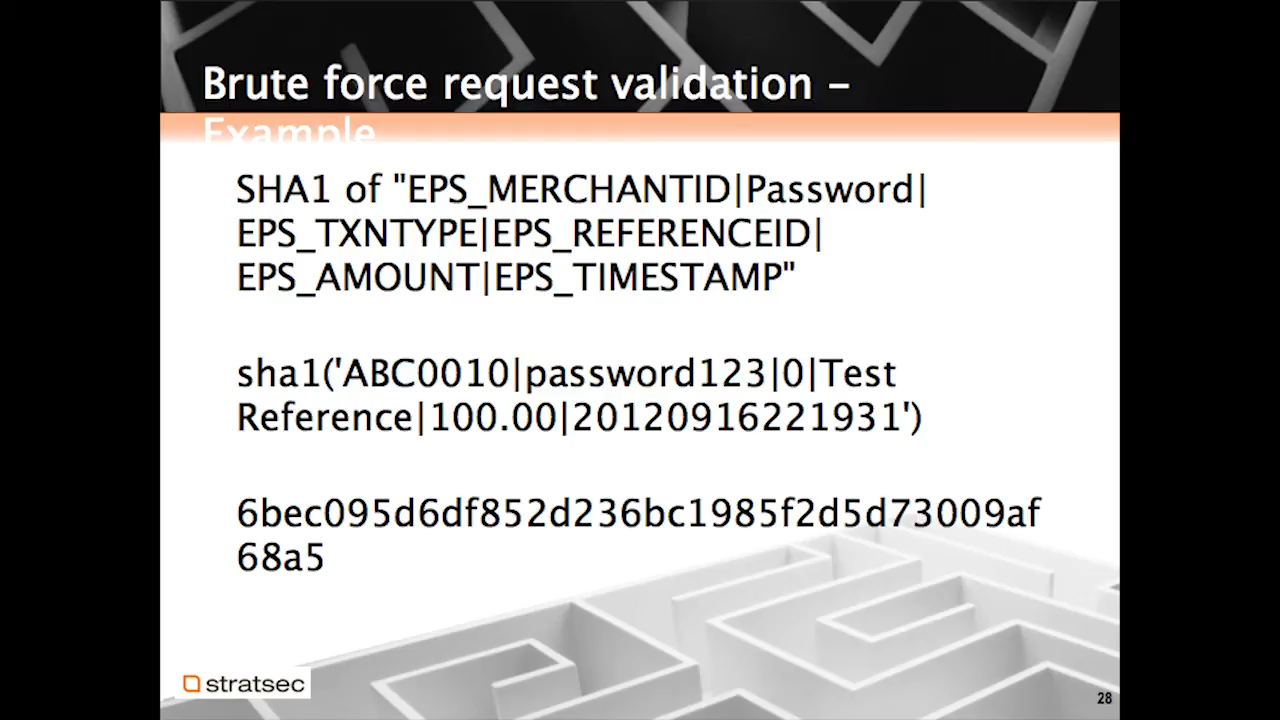 Brute force request validation –
Example
SHA1 of "EPS_MERCHANTID|Password|
EPS_TXNTYPE|EPS_REFERENCEID|
EPS_AMOUNT|EPS_TIMESTAMP"
sha1('ABC0010|password123|0|Test
Reference|100.00|20120916221931')
6bec095d6df852d236bc1985f2d5d73009af
68a5
stratsec
28